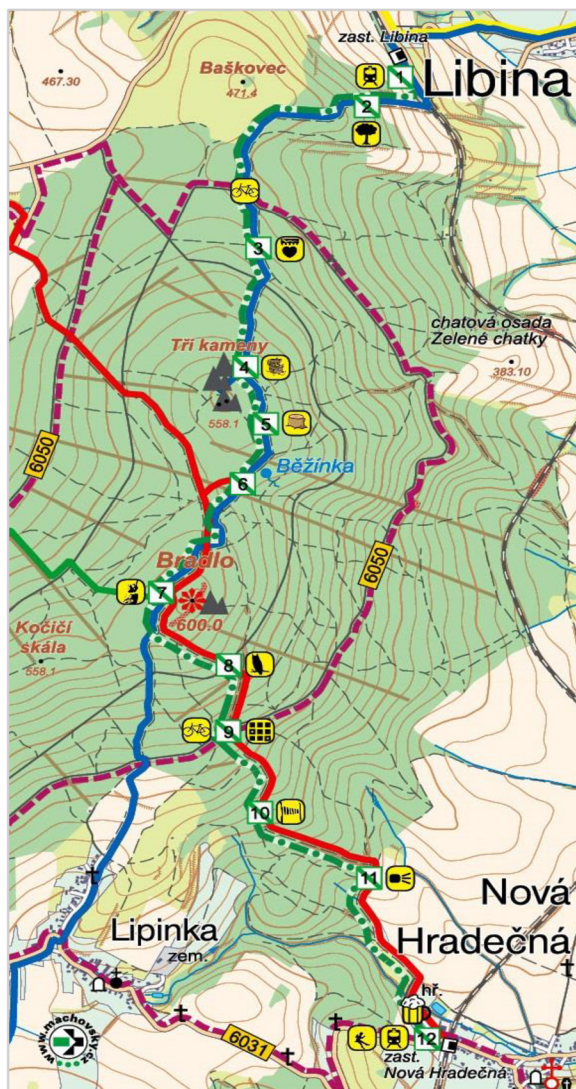 zast. Libina
1
Libina
Baškovec
467.30
471.4
2
3
chatová osada
Zelené chatky
383.10
Tři kameny
4
558.1
5
Běžínka
6050
6
6050
Bradlo
7
600.0
Kočičí
skála
558.1
8
9
10
11
Nová
Hradečná
Lipinka
zem.
hř.
12
www.machovsky.cz
6031
zast.
Nová Hradečná